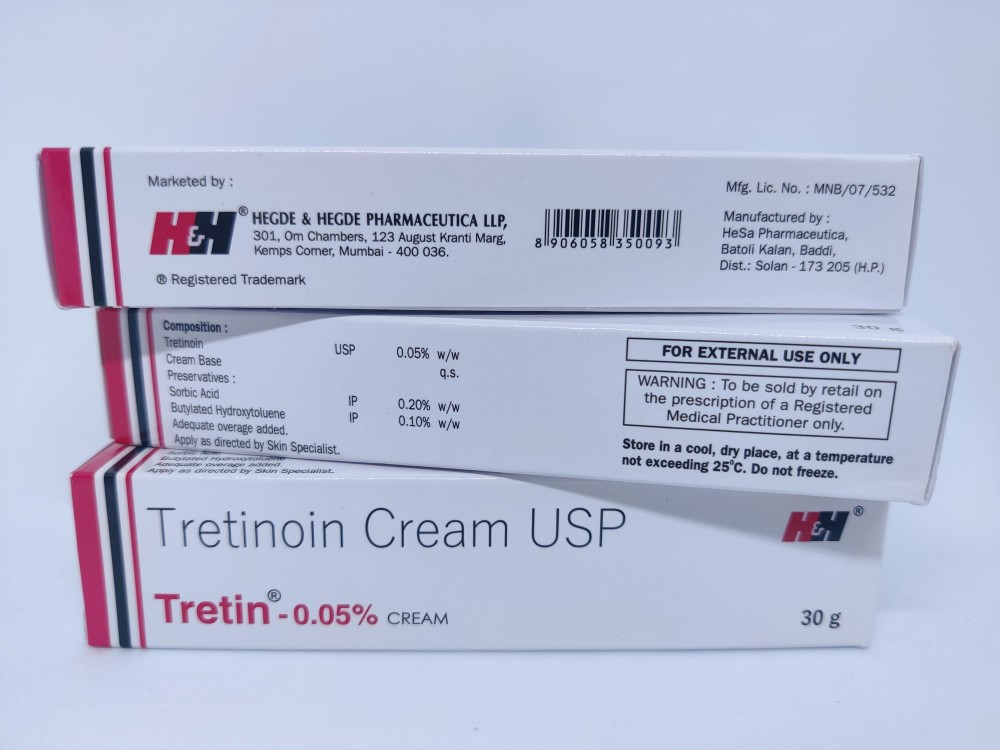 Marketed by :
H&H®
HEGDE & HEGDE PHARMACEUTICA LLP,
301, Om Chambers, 123 August Kranti Marg,
Kemps Corner, Mumbai - 400 036.
® Registered Trademark
8 906058 350093
Mfg. Lic. No. : MNB/07/532
Manufactured by :
HeSa Pharmaceutica,
Batoli Kalan, Baddi,
Dist.: Solan - 173 205 (H.P.)
30 g
Composition :
Tretinoin USP 0.05% w/w
Cream Base q.s.
Preservatives :
Sorbic Acid IP 0.20% w/w
Butylated Hydroxytoluene IP 0.10% w/w
Adequate overage added.
Apply as directed by Skin Specialist.
FOR EXTERNAL USE ONLY
WARNING : To be sold by retail on
the prescription of a Registered
Medical Practitioner only.
Store in a cool, dry place, at a temperature
not exceeding 25°C. Do not freeze.
Sorbic Acid
Butylated Hydroxytoluene
Adequate overage added.
Apply as directed by Skin Specialist.
Tretinoin Cream USP
H&H®
Tretin®-0.05% CREAM
30 g